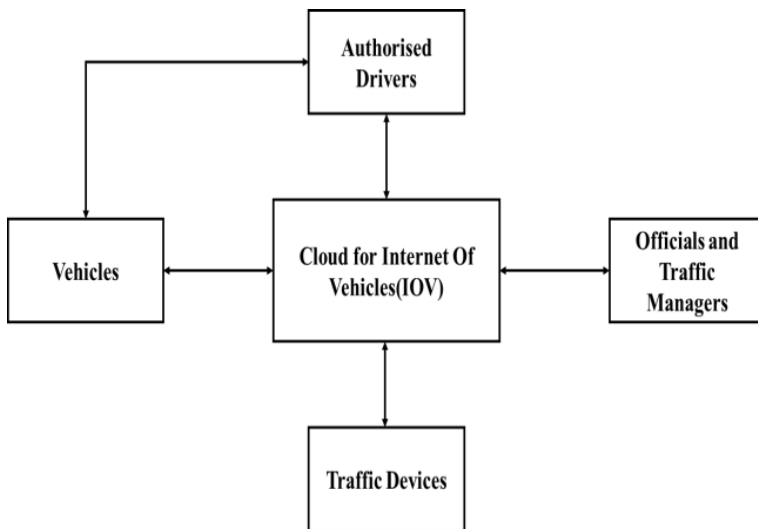 Authorised
Drivers
Vehicles
Cloud for Internet Of
Vehicles(IOV)
Officials and
Traffic
Managers
Traffic Devices